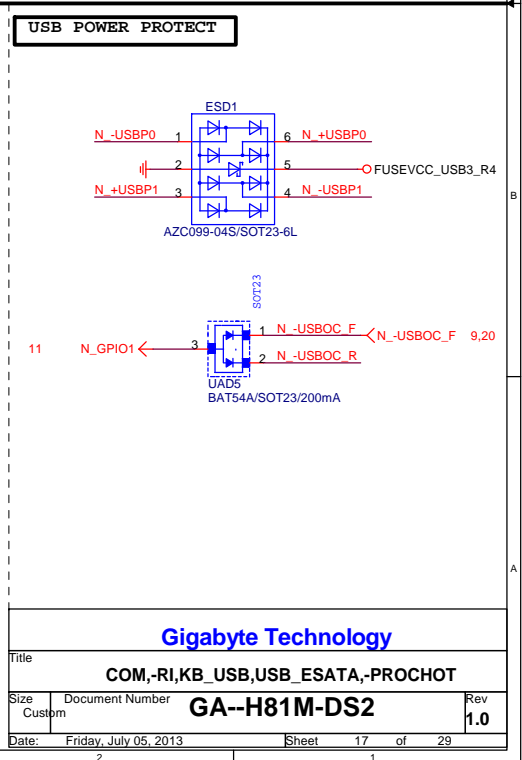 USB POWER PROTECT
ESD1
N_-USBP0 1 6 N_+USBP0
2 5 FUSEVCC_USB3_R4
N_+USBP1 3 4 N_-USBP1
B
AZC099-04S/SOT23-6L
SOT23
1 N_-USBOC_F N_-USBOC_F 9,20
11 N_GPIO1 3
2 N_-USBOC_R
UAD5
BAT54A/SOT23/200mA
A
Gigabyte Technology
Title
COM,-RI,KB_USB,USB_ESATA,-PROCHOT
Size Document Number Rev
Custom GA--H81M-DS2 1.0
Date: Friday, July 05, 2013 Sheet 17 of 29
2 1